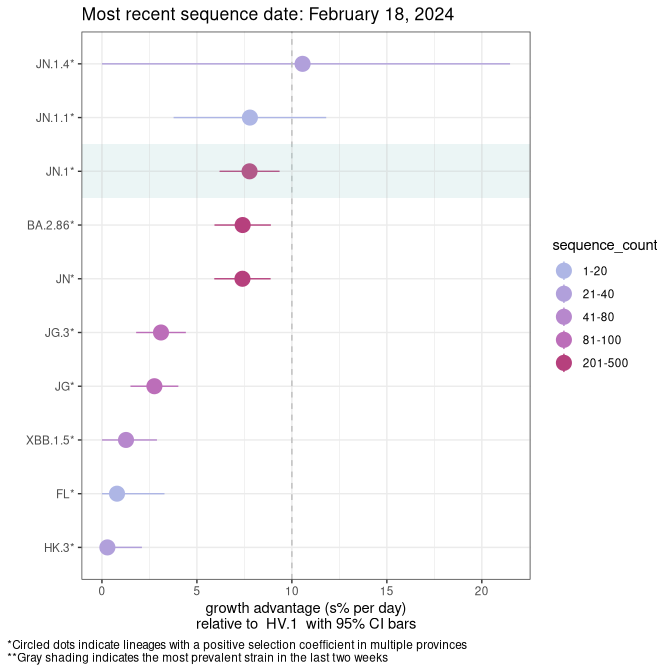 Most recent sequence date: February 18, 2024
JN.1.4*
JN.1.1*
JN.1*
BA.2.86*
JN*
JG.3*
JG*
XBB.1.5*
FL*
HK.3*
0 5 10 15 20
growth advantage (s% per day)
relative to  HV.1  with 95% CI bars
sequence_count
1-20
21-40
41-80
81-100
201-500
*Circled dots indicate lineages with a positive selection coefficient in multiple provinces
**Gray shading indicates the most prevalent strain in the last two weeks